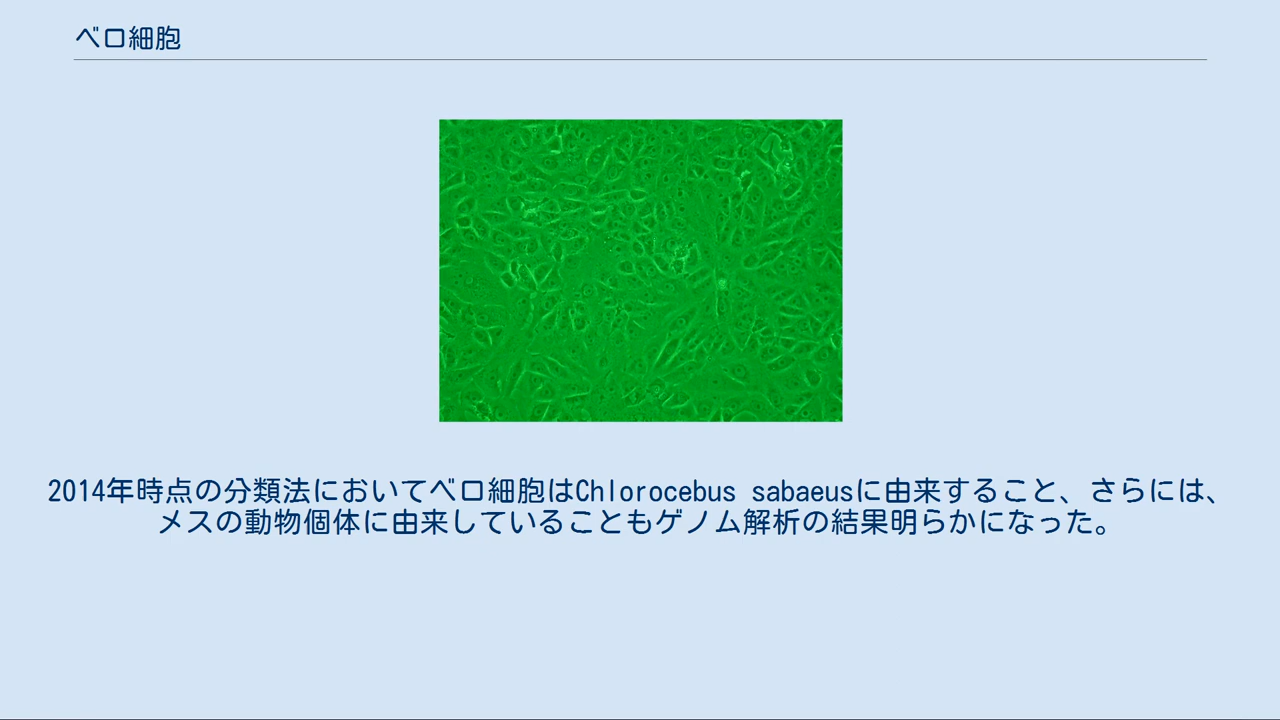 ベロ細胞
2014年時点の分類法においてベロ細胞はChlorocebus sabaeusに由来すること、さらには、
メスの動物個体に由来していることもゲノム解析の結果明らかになった。